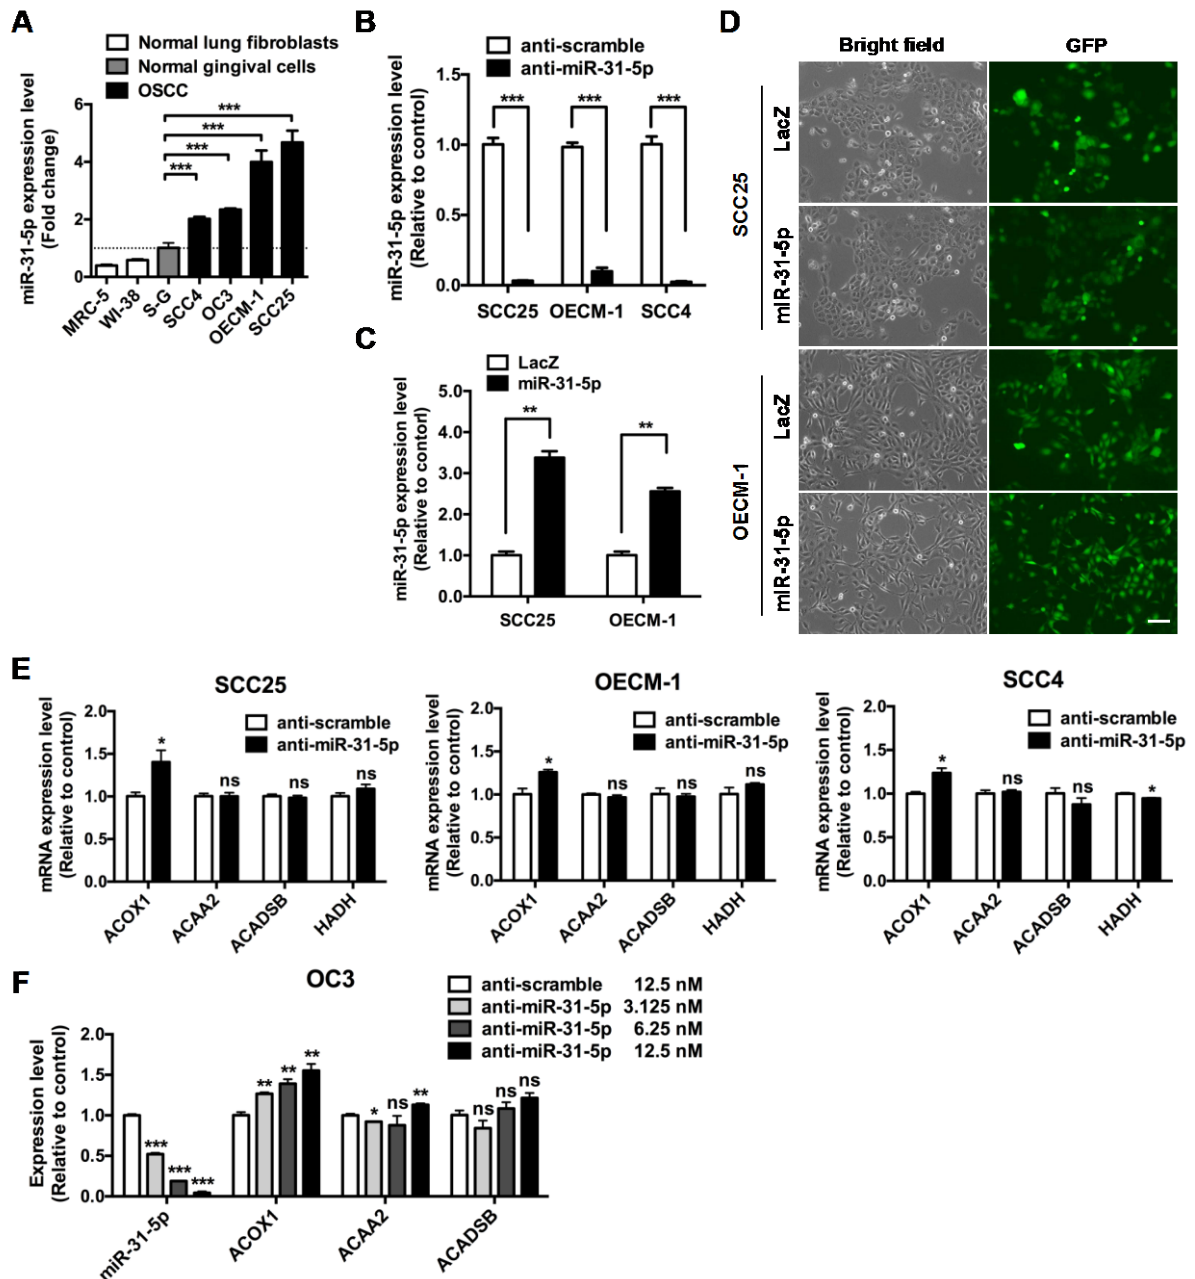 A
Normal lung fibroblasts
Normal gingival cells
OSCC
miR-31-5p expression level
(Fold change)
6
4
2
0
***
***
***
***
MRC-5
WI-38
S-G
SCC4
OC3
OECM-1
SCC25
B
anti-scramble
anti-miR-31-5p
miR-31-5p expression level
(Relative to control)
1.5
1.0
0.5
0.0
*** *** ***
SCC25 OECM-1 SCC4
C
LacZ
miR-31-5p
miR-31-5p expression level
(Relative to contorl)
5.0
4.0
3.0
2.0
1.0
0.0
** **
SCC25 OECM-1
D
Bright field GFP
SCC25
LacZ
miR-31-5p
OECM-1
LacZ
miR-31-5p
E
SCC25
anti-scramble
anti-miR-31-5p
mRNA expression level
(Relative to control)
2.0
1.5
1.0
0.5
0.0
* ns ns ns
ACOX1
ACAA2
ACADSB
HADH
OECM-1
anti-scramble
anti-miR-31-5p
mRNA expression level
(Relative to control)
2.0
1.5
1.0
0.5
0.0
* ns ns ns
ACOX1
ACAA2
ACADSB
HADH
SCC4
anti-scramble
anti-miR-31-5p
mRNA expression level
(Relative to control)
2.0
1.5
1.0
0.5
0.0
* ns ns *
ACOX1
ACAA2
ACADSB
HADH
F
OC3
anti-scramble 12.5 nM
anti-miR-31-5p 3.125 nM
anti-miR-31-5p 6.25 nM
anti-miR-31-5p 12.5 nM
Expression level
(Relative to control)
2.0
1.5
1.0
0.5
0.0
*** *** ***
** ** **
* ns **
ns ns ns
miR-31-5p
ACOX1
ACAA2
ACADSB